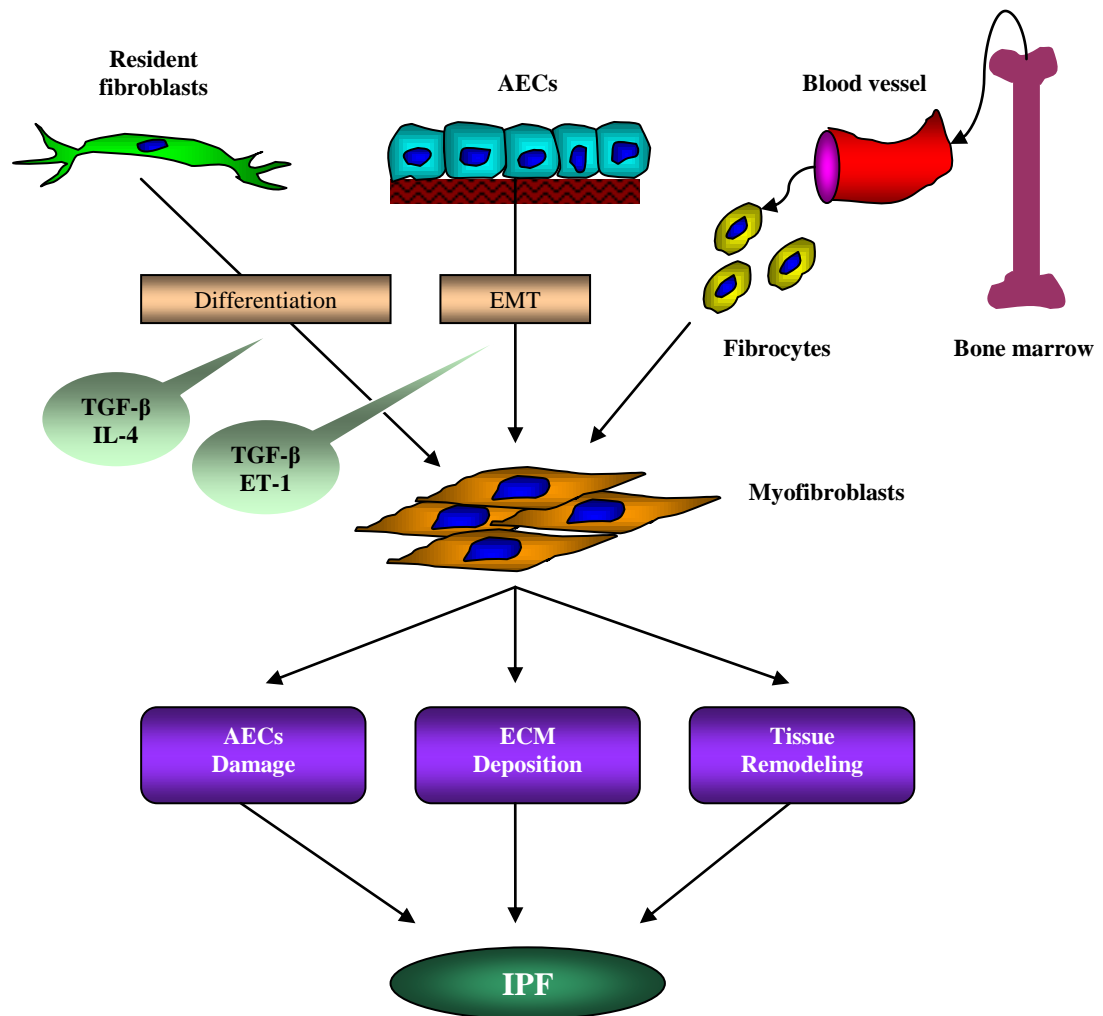 Resident
fibroblasts
AECs
Blood vessel
Differentiation
EMT
Fibrocytes
Bone marrow
TGF-β
IL-4
TGF-β
ET-1
Myofibroblasts
AECs
Damage
ECM
Deposition
Tissue
Remodeling
IPF